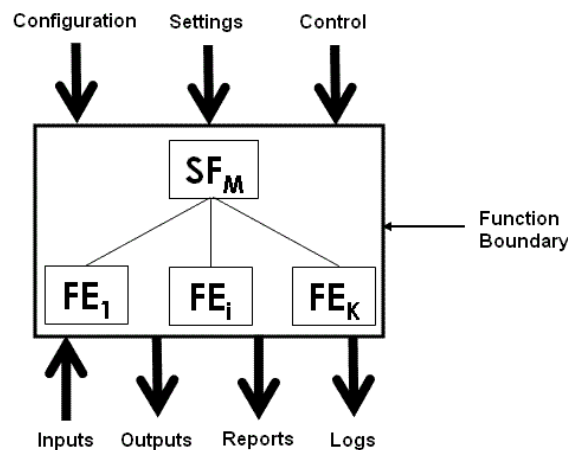 Configuration Settings Control
SF_M
Function
Boundary
FE_1 FE_i FE_K
Inputs Outputs Reports Logs